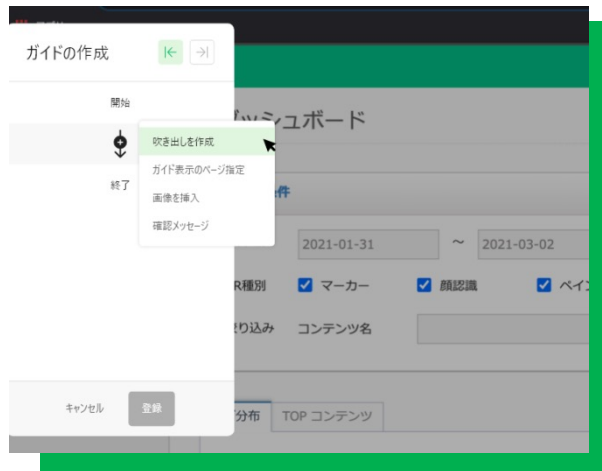 ガイドの作成
開始
吹き出しを作成
ガイド表示のページ指定
画像を挿入
確認メッセージ
終了
キャンセル
登録
ッシュボード
件
2021-01-31 ～ 2021-03-02
R種別 マーカー 顔認識 ペイン
り込み コンテンツ名
分布 TOP コンテンツ